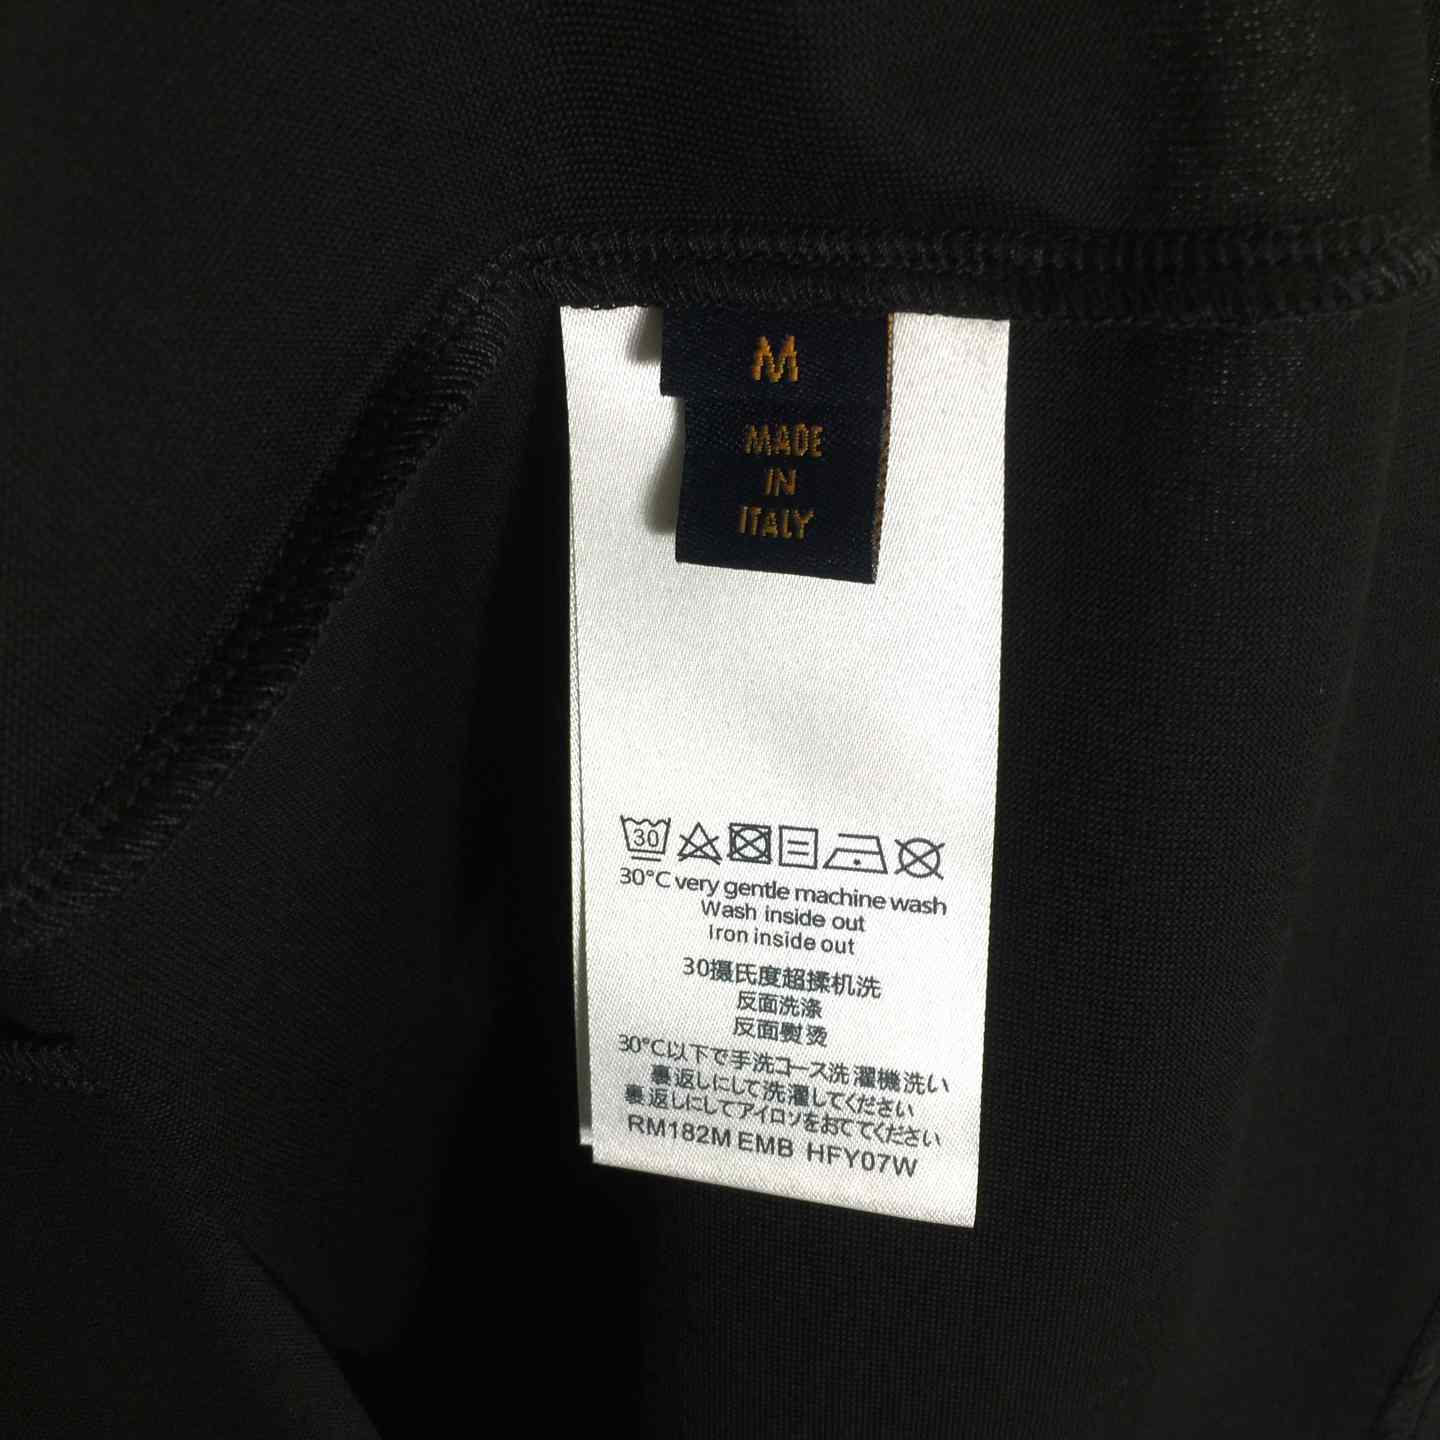 M
MADE
IN
ITALY
30
30°C very gentle machine wash
Wash inside out
Iron inside out
30摄氏度超揉机洗
反面洗涤
反面熨烫
30°C以下で手洗コース洗濯機洗い
裏返しにして洗濯してください
裏返しにしてアイロソをおててください
RM182M EMB HFY07W